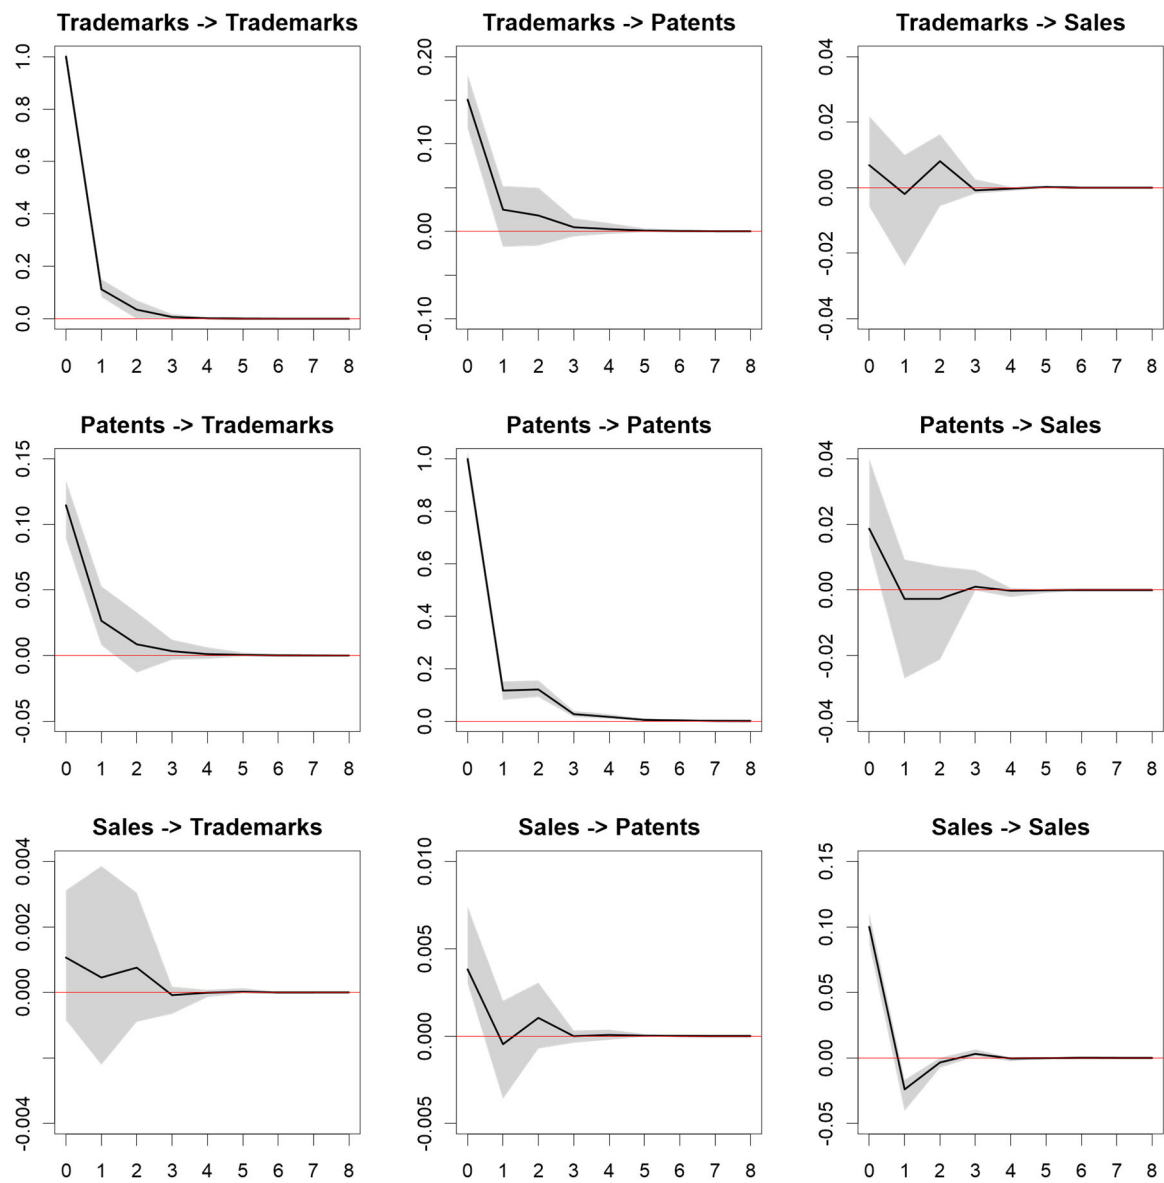 Trademarks -> Trademarks
0.0 0.2 0.4 0.6 0.8 1.0
0 1 2 3 4 5 6 7 8
Trademarks -> Patents
-0.10 0.00 0.10 0.20
0 1 2 3 4 5 6 7 8
Trademarks -> Sales
-0.04 -0.02 0.00 0.02 0.04
0 1 2 3 4 5 6 7 8
Patents -> Trademarks
-0.05 0.00 0.05 0.10 0.15
0 1 2 3 4 5 6 7 8
Patents -> Patents
0.0 0.2 0.4 0.6 0.8 1.0
0 1 2 3 4 5 6 7 8
Patents -> Sales
-0.04 -0.02 0.00 0.02 0.04
0 1 2 3 4 5 6 7 8
Sales -> Trademarks
-0.004 0.000 0.002 0.004
0 1 2 3 4 5 6 7 8
Sales -> Patents
-0.005 0.000 0.005 0.010
0 1 2 3 4 5 6 7 8
Sales -> Sales
-0.05 0.00 0.05 0.10 0.15
0 1 2 3 4 5 6 7 8